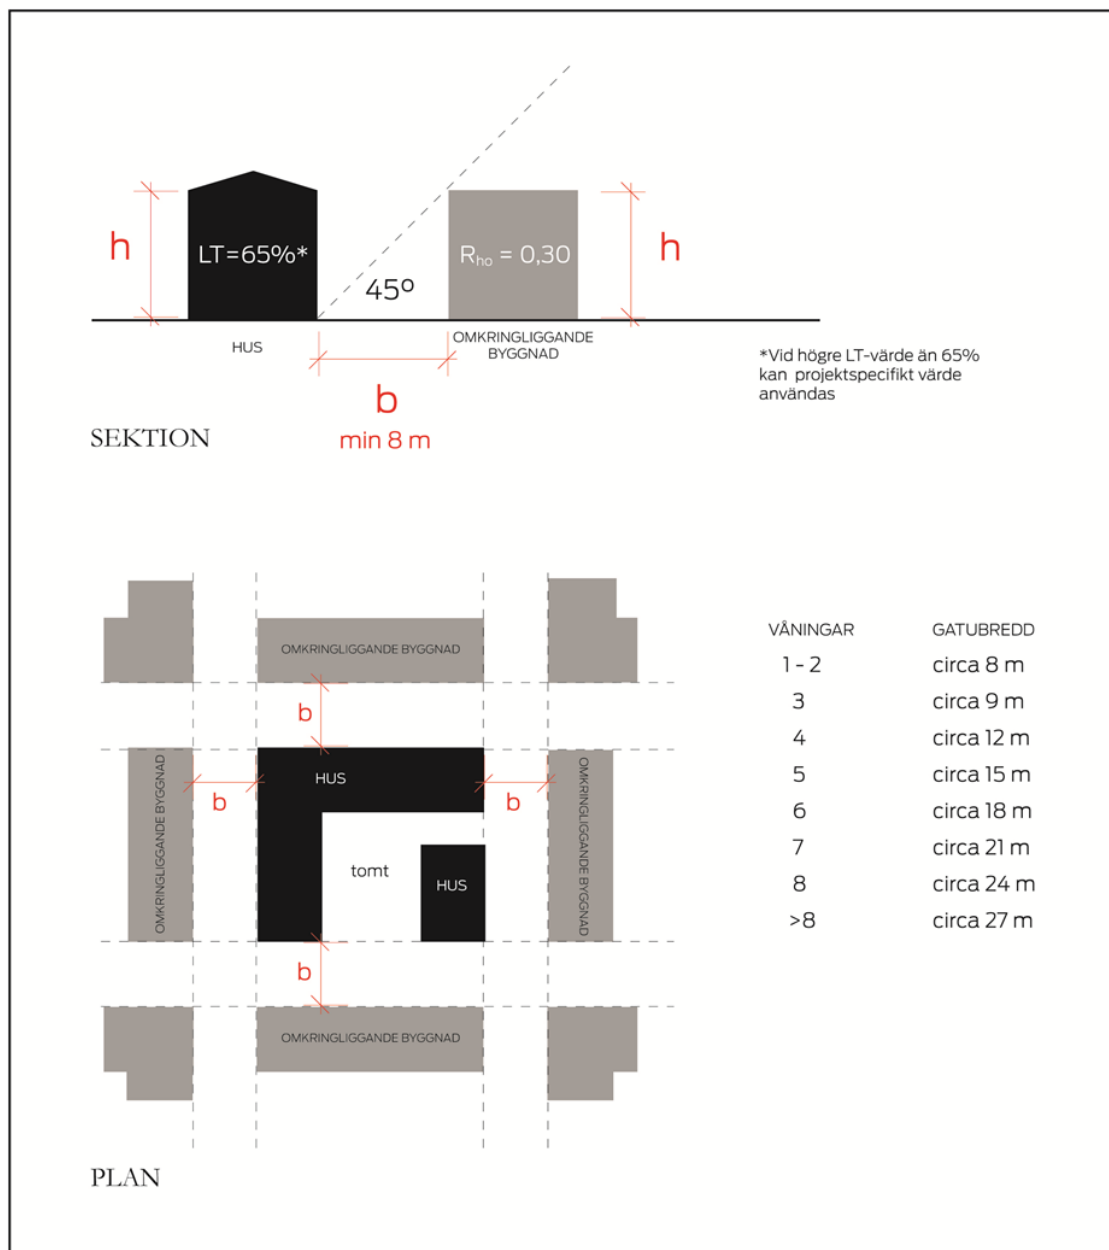 h
LT=65%*
45º
Rho = 0,30
h
HUS
OMKRINGLIGGANDE
BYGGNAD
b
min 8 m
*Vid högre LT-värde än 65%
kan projektspecifikt värde
användas
SEKTION
OMKRINGLIGGANDE BYGGNAD
b
OMKRINGLIGGANDE BYGGNAD
b
HUS
b
OMKRINGLIGGANDE BYGGNAD
tomt
HUS
b
OMKRINGLIGGANDE BYGGNAD
PLAN
VÅNINGAR GATUBREDD
1 - 2 circa 8 m
3 circa 9 m
4 circa 12 m
5 circa 15 m
6 circa 18 m
7 circa 21 m
8 circa 24 m
>8 circa 27 m